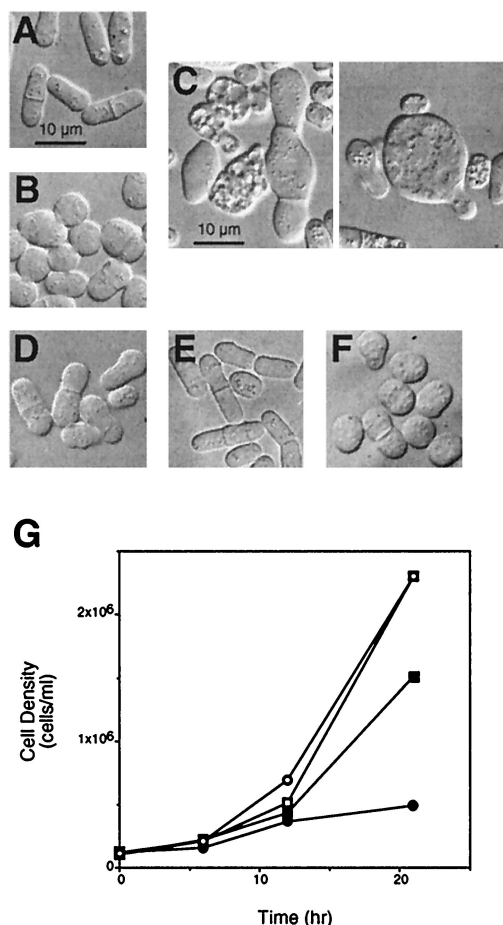 A
10 µm
C
10 µm
B
D
E
F
G
2x10⁶
1x10⁶
0
Cell Density
(cells/ml)
0
10
20
Time (hr)